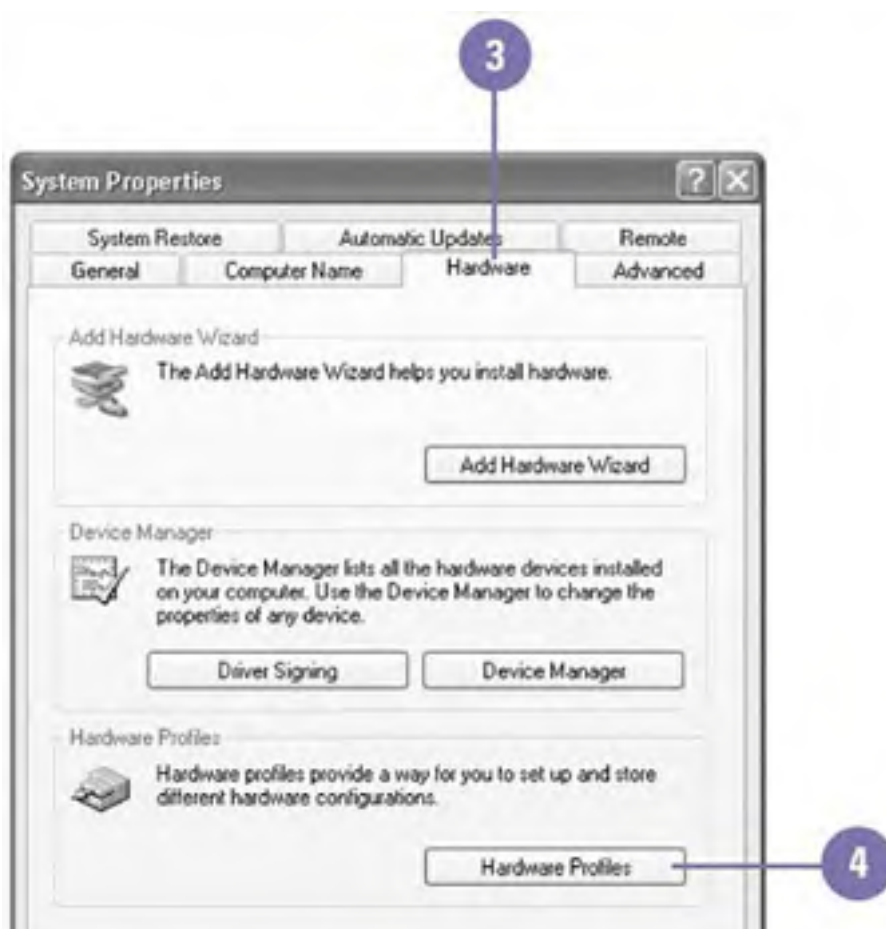 3
System Properties
System Restore Automatic Updates Remote
General Computer Name Hardware Advanced
Add Hardware Wizard
The Add Hardware Wizard helps you install hardware.
Add Hardware Wizard
Device Manager
The Device Manager lists all the hardware devices installed
on your computer. Use the Device Manager to change the
properties of any device.
Driver Signing Device Manager
Hardware Profiles
Hardware profiles provide a way for you to set up and store
different hardware configurations.
Hardware Profiles
4